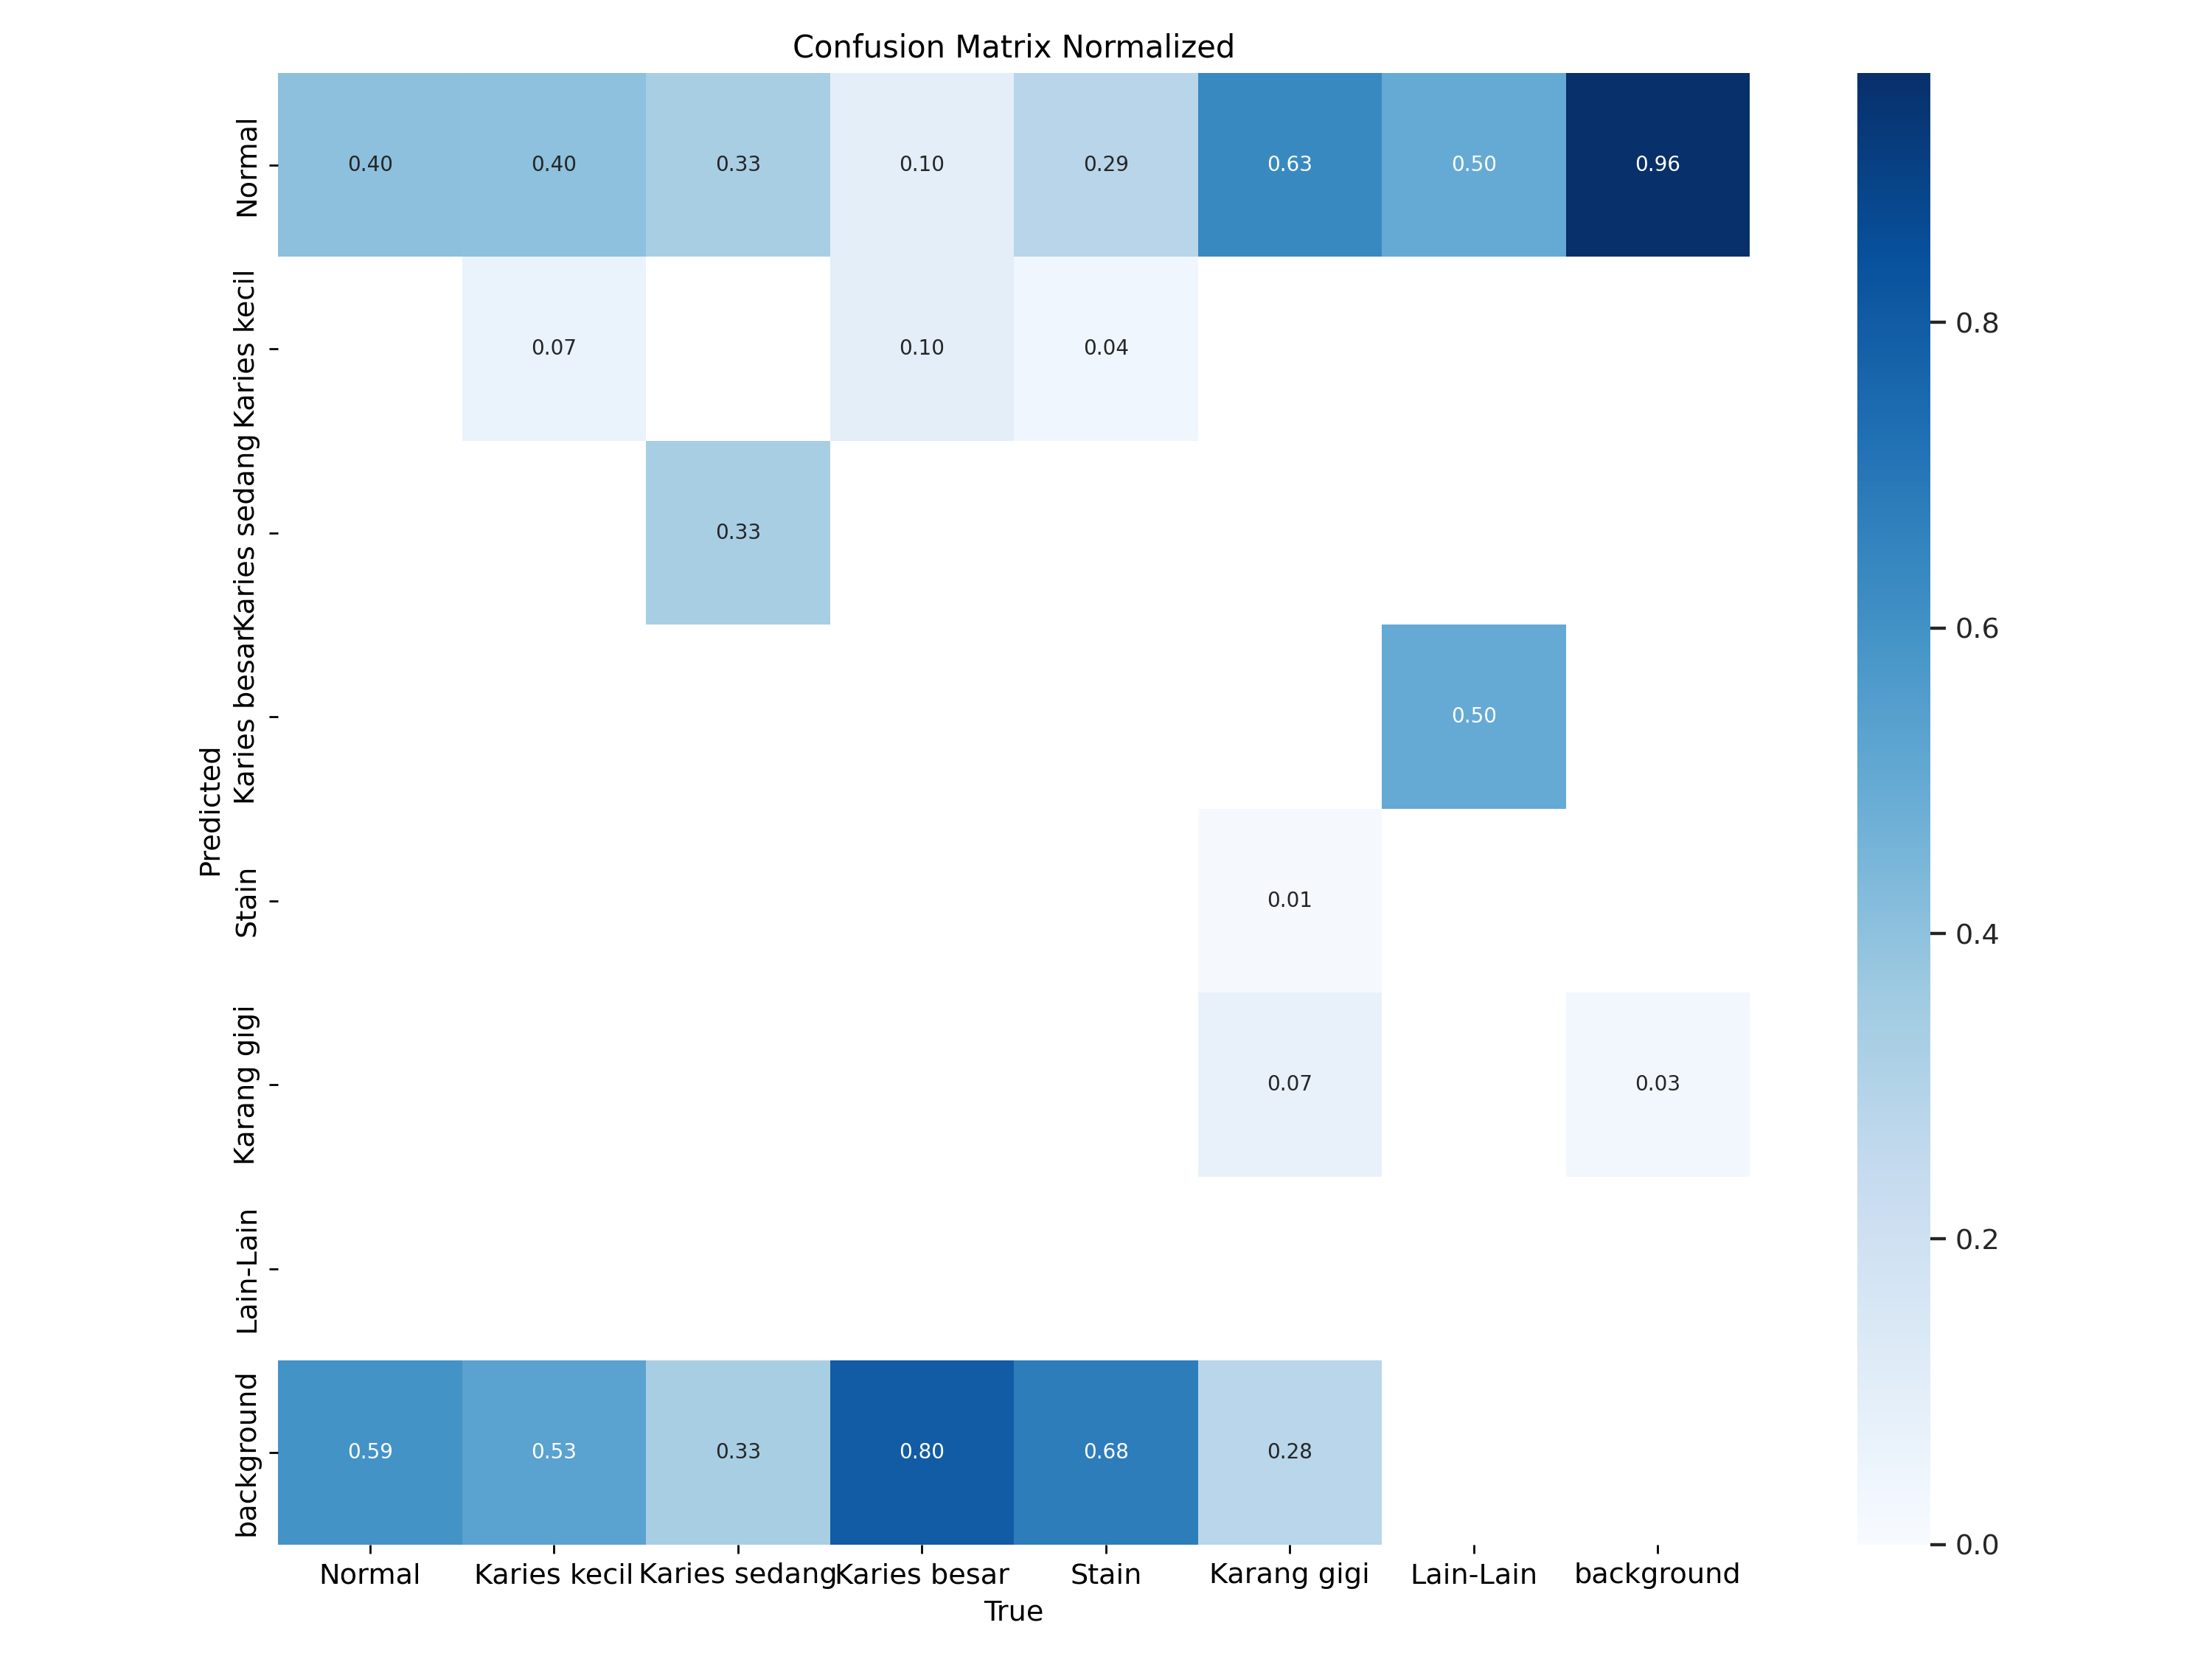 Confusion Matrix Normalized
Normal
0.40 0.40 0.33 0.10 0.29 0.63 0.50 0.96
Karies kecil
0.07 0.10 0.04
Karies sedang
0.33
Karies besar
0.50
Stain
0.01
Karang gigi
0.07 0.03
Lain-Lain
background
0.59 0.53 0.33 0.80 0.68 0.28
Predicted
Normal Karies kecil Karies sedang Karies besar Stain Karang gigi Lain-Lain background
True
0.8
0.6
0.4
0.2
0.0